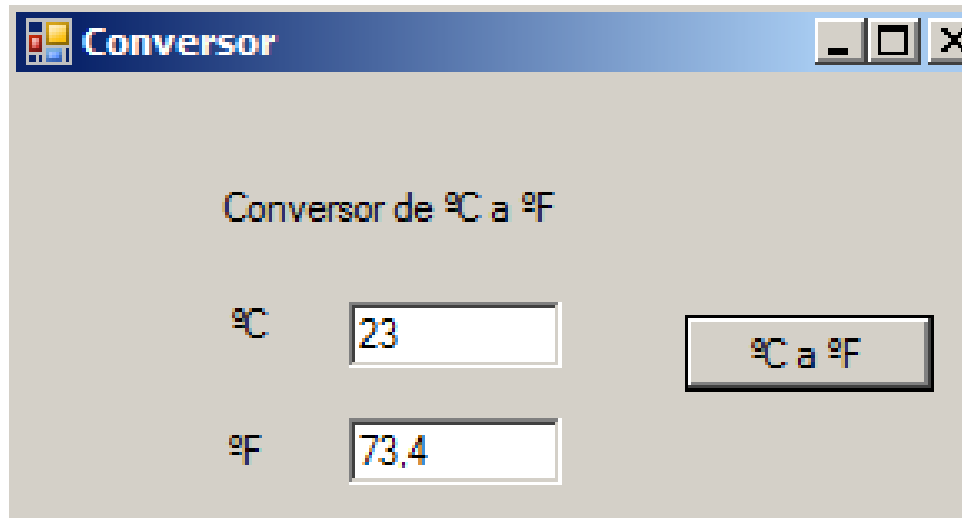 Conversor
Conversor de ºC a ºF
ºC 23
ºC a ºF
ºF 73,4